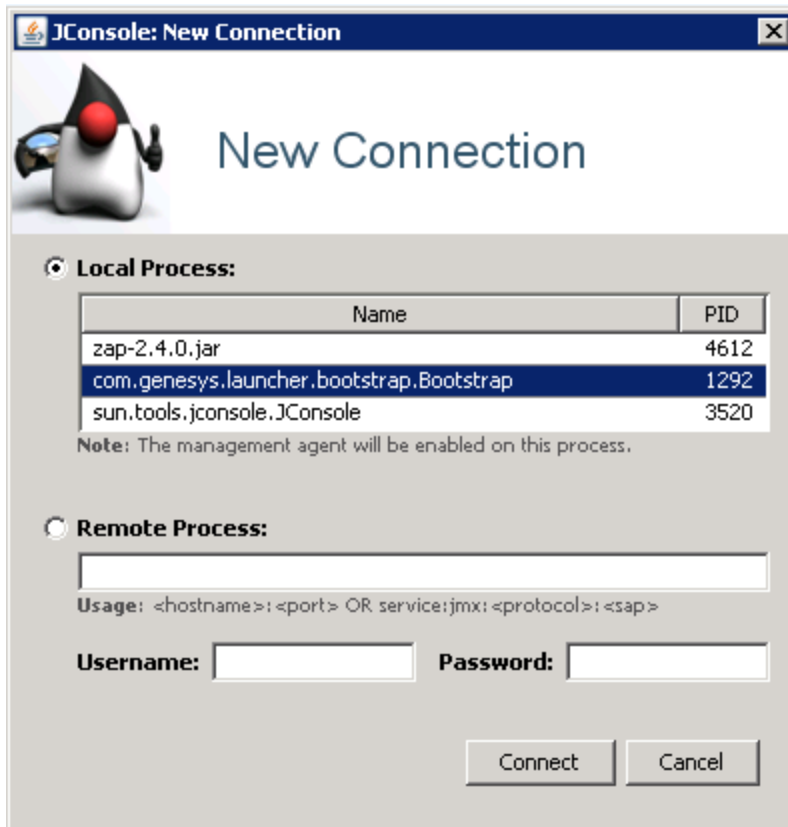 JConsole: New Connection
New Connection
Local Process:
Name PID
zap-2.4.0.jar 4612
com.genesys.launcher.bootstrap.Bootstrap 1292
sun.tools.jconsole.JConsole 3520
Note: The management agent will be enabled on this process.
Remote Process:
Usage: <hostname>:<port> OR service:jmx:<protocol>:<sap>
Username: Password:
Connect Cancel